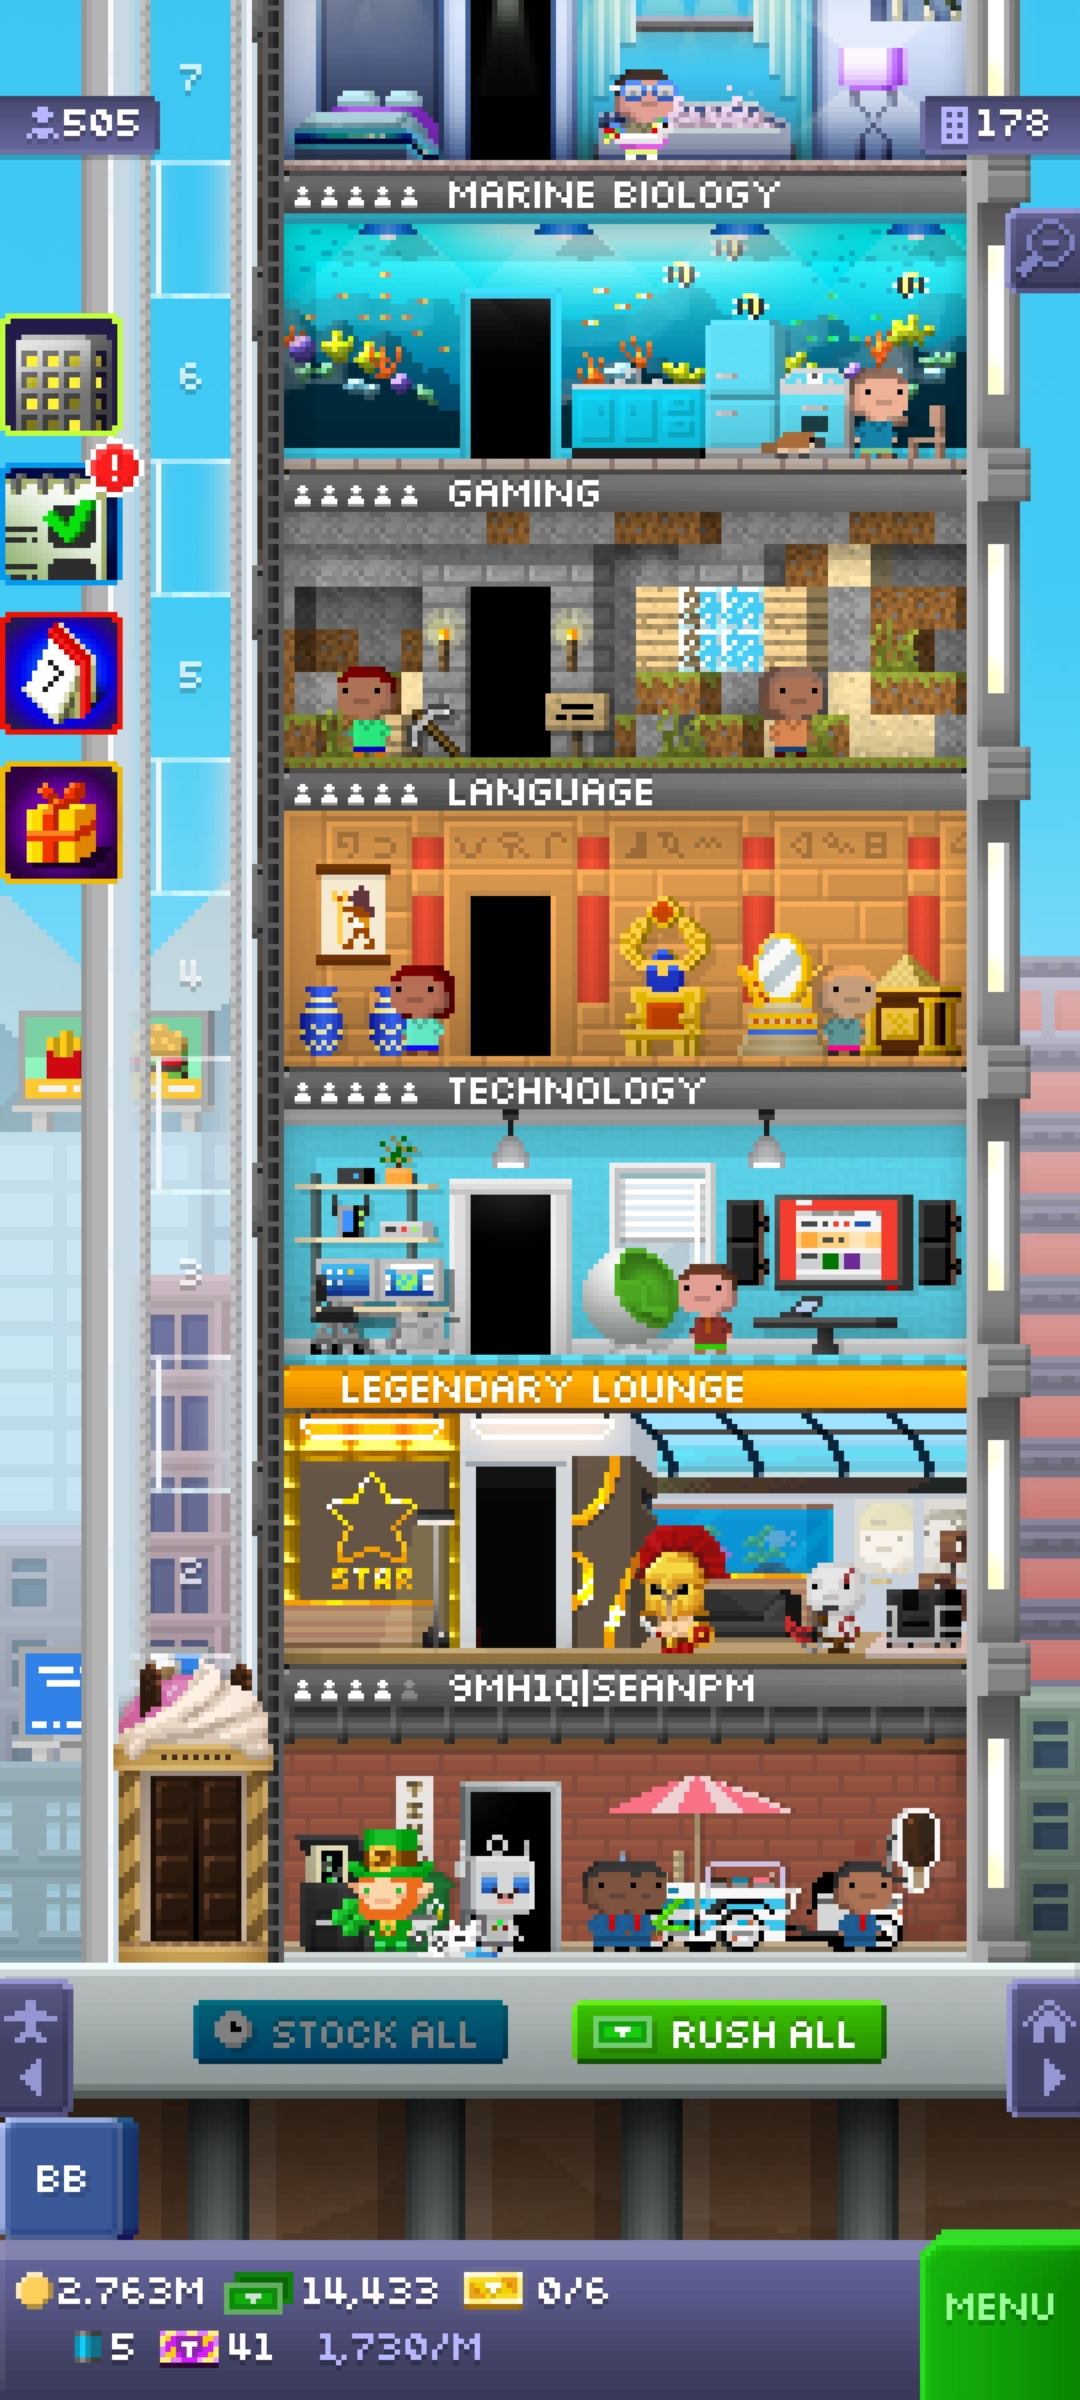 7
505
178
MARINE BIOLOGY
6
GAMING
5
LANGUAGE
4
TECHNOLOGY
3
LEGENDARY LOUNGE
STAR
2
9MH1Q|SEANPM
STOCK ALL
RUSH ALL
BB
2.763M 14,433 0/6
5 41 1,730/M
MENU